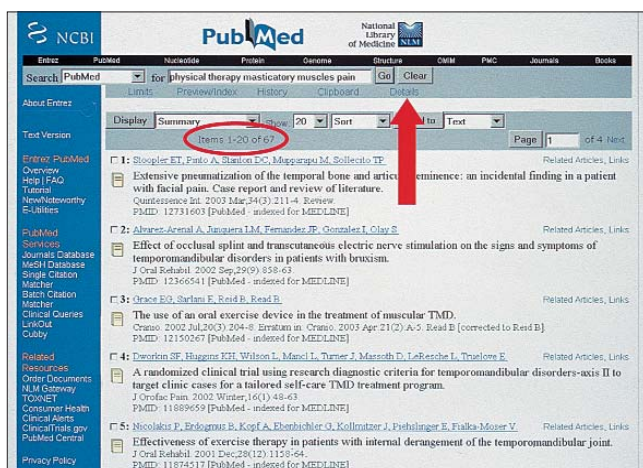 NCBI
PubMed
National
Library
of Medicine NLM
Entrez PubMed Nucleotide Protein Genome Structure OMIM PMC Journals Books
Search PubMed for physical therapy masticatory muscles pain Go Clear
Limits Preview/Index History Clipboard Details
About Entrez
Text Version
Entrez PubMed
Overview
Help | FAQ
Tutorial
New/Noteworthy
E-Utilities
PubMed
Services
Journals Database
MeSH Database
Single Citation
Matcher
Batch Citation
Matcher
Clinical Queries
LinkOut
Cubby
Related
Resources
Order Documents
NLM Gateway
TOXNET
Consumer Health
Clinical Alerts
ClinicalTrials.gov
PubMed Central
Privacy Policy
Display Summary Show: 20 Sort to Text
Items 1-20 of 67 Page 1 of 4 Next
1: Stoopler ET, Pinto A, Stanton DC, Mupparapu M, Sollecito TP. Related Articles, Links
Extensive pneumatization of the temporal bone and articular eminence: an incidental finding in a patient
with facial pain. Case report and review of literature.
Quintessence Int. 2003 Mar;34(3):211-4. Review.
PMID: 12731603 [PubMed - indexed for MEDLINE]
2: Alvarez-Arenal A, Junquera LM, Fernandez JP, Gonzalez I, Olay S. Related Articles, Links
Effect of occlusal splint and transcutaneous electric nerve stimulation on the signs and symptoms of
temporomandibular disorders in patients with bruxism.
J Oral Rehabil. 2002 Sep;29(9):858-63.
PMID: 12366541 [PubMed - indexed for MEDLINE]
3: Grace EG, Sarlani E, Reid B, Read B. Related Articles, Links
The use of an oral exercise device in the treatment of muscular TMD.
Cranio. 2002 Jul;20(3):204-8. Erratum in: Cranio. 2003 Apr;21(2):A-5. Read B [corrected to Reid B].
PMID: 12150267 [PubMed - indexed for MEDLINE]
4: Dworkin SF, Huggins KH, Wilson L, Mancl L, Turner J, Massoth D, LeResche L, Truelove E. Related Articles, Links
A randomized clinical trial using research diagnostic criteria for temporomandibular disorders-axis II to
target clinic cases for a tailored self-care TMD treatment program.
J Orofac Pain. 2002 Winter;16(1):48-63.
PMID: 11889659 [PubMed - indexed for MEDLINE]
5: Nicolakis P, Erdogmus B, Kopf A, Ebenbichler G, Kollmitzer J, Piehslinger E, Fialka-Moser V. Related Articles, Links
Effectiveness of exercise therapy in patients with internal derangement of the temporomandibular joint.
J Oral Rehabil. 2001 Dec;28(12):1158-64.
PMID: 11874517 [PubMed - indexed for MEDLINE]